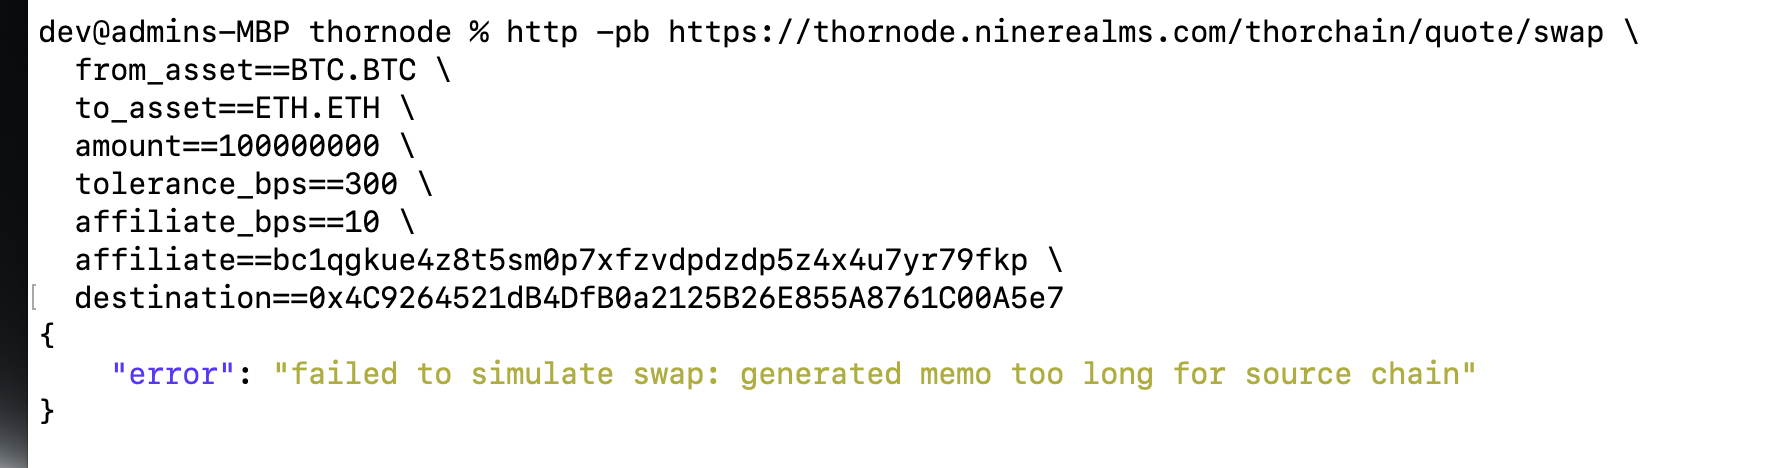 dev@admins-MBP thornode % http -pb https://thornode.ninerealms.com/thorchain/quote/swap \
from_asset==BTC.BTC \
to_asset==ETH.ETH \
amount==100000000 \
tolerance_bps==300 \
affiliate_bps==10 \
affiliate==bc1qgkue4z8t5sm0p7xfzvdpdzdp5z4x4u7yr79fkp \
[ destination==0x4C9264521dB4DfB0a2125B26E855A8761C00A5e7
{
"error": "failed to simulate swap: generated memo too long for source chain"
}